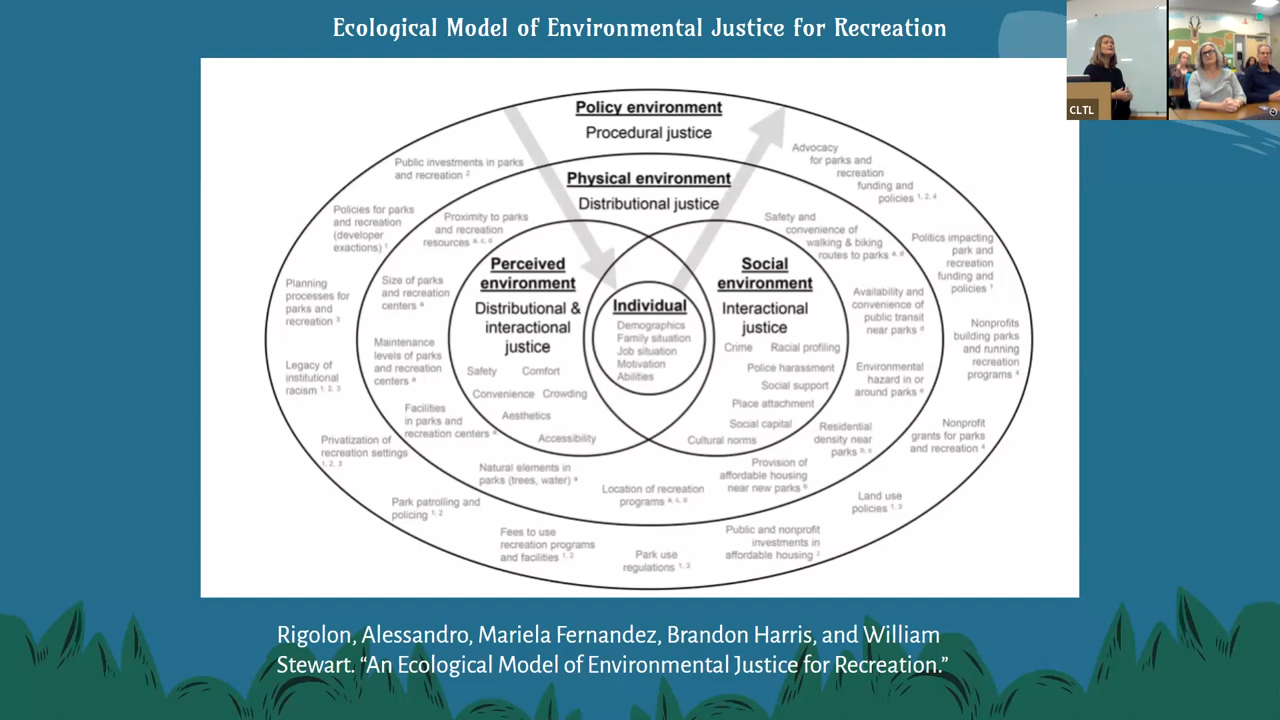 Ecological Model of Environmental Justice for Recreation
CLTL
Policy environment
Procedural justice
Public investments in parks
and recreation ²
Advocacy
for parks and
recreation
funding and
policies ¹, ², ⁴
Physical environment
Distributional justice
Policies for parks
and recreation
(developer
exactions) ¹
Proximity to parks
and recreation
resources ᵃ, ᶜ, ᵈ
Safety and
convenience of
walking & biking
routes to parks ᵃ, ᵈ
Politics impacting
park and
recreation
funding and
policies ¹
Planning
processes for
parks and
recreation ³
Size of parks
and recreation
centers ᵃ
Perceived
environment
Distributional &
interactional
justice
Safety
Comfort
Convenience
Crowding
Aesthetics
Accessibility
Individual
Demographics
Family situation
Job situation
Motivation
Abilities
Social
environment
Interactional
justice
Crime
Racial profiling
Police harassment
Social support
Place attachment
Social capital
Cultural norms
Availability and
convenience of
public transit
near parks ᵈ
Nonprofits
building parks
and running
recreation
programs ⁴
Legacy of
institutional
racism ¹, ², ³
Maintenance
levels of parks
and recreation
centers ᵃ
Environmental
hazard in or
around parks ᵉ
Facilities
in parks and
recreation centers ᵃ
Residential
density near
parks
Nonprofit
grants for parks
and recreation ⁴
Privatization of
recreation settings
¹, ², ³
Natural elements in
parks (trees, water) ᵃ
Location of recreation
programs ᵃ, ᶜ, ᵈ
Provision of
affordable housing
near new parks ᵇ
Land use
policies ¹, ³
Park patrolling and
policing ¹, ²
Fees to use
recreation programs
and facilities ¹, ²
Park use
regulations ¹, ³
Public and nonprofit
investments in
affordable housing ²
Rigolon, Alessandro, Mariela Fernandez, Brandon Harris, and William
Stewart. “An Ecological Model of Environmental Justice for Recreation.”